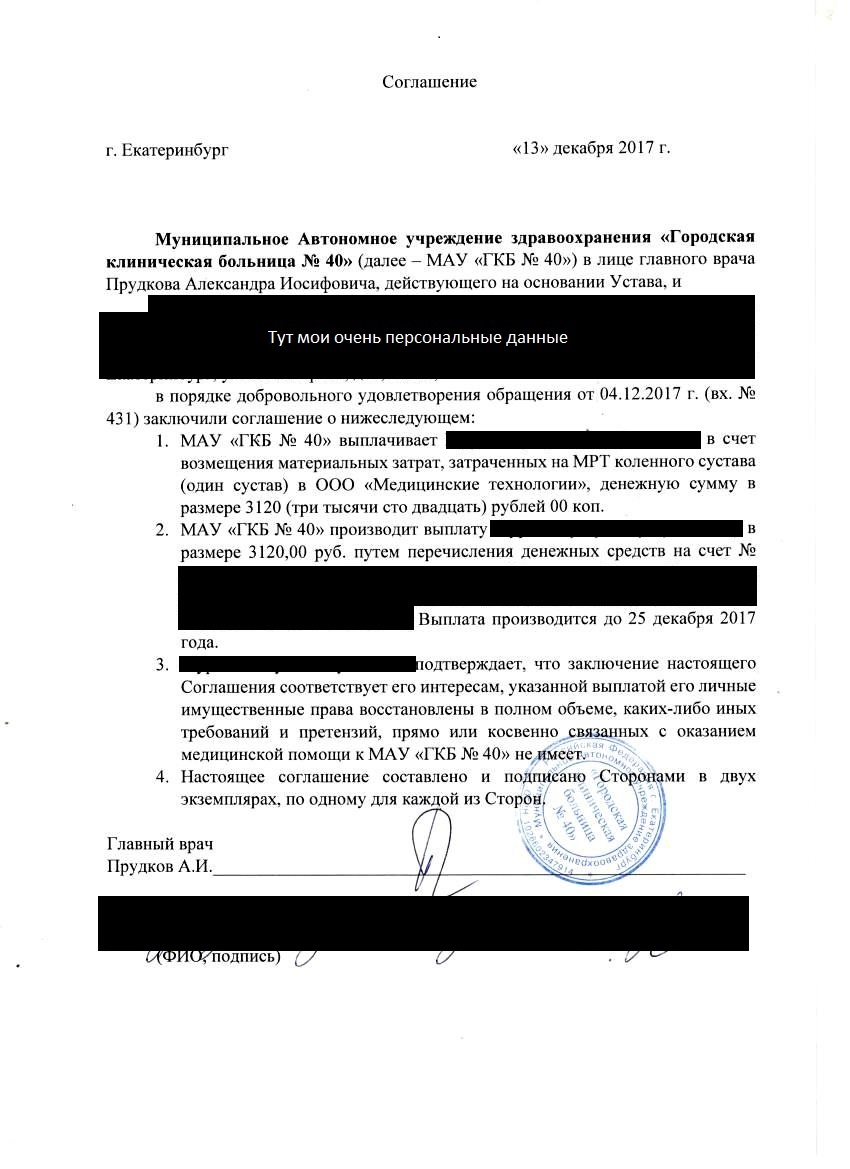 Соглашение
г. Екатеринбург «13» декабря 2017 г.
Муниципальное Автономное учреждение здравоохранения «Городская
клиническая больница № 40» (далее – МАУ «ГКБ № 40») в лице главного врача
Прудкова Александра Иосифовича, действующего на основании Устава, и
Тут мои очень персональные данные
в порядке добровольного удовлетворения обращения от 04.12.2017 г. (вх. №
431) заключили соглашение о нижеследующем:
1. МАУ «ГКБ № 40» выплачивает в счет
возмещения материальных затрат, затраченных на МРТ коленного сустава
(один сустав) в ООО «Медицинские технологии», денежную сумму в
размере 3120 (три тысячи сто двадцать) рублей 00 коп.
2. МАУ «ГКБ № 40» производит выплату в
размере 3120,00 руб. путем перечисления денежных средств на счет №
Выплата производится до 25 декабря 2017
года.
3. подтверждает, что заключение настоящего
Соглашения соответствует его интересам, указанной выплатой его личные
имущественные права восстановлены в полном объеме, каких-либо иных
требований и претензий, прямо или косвенно связанных с оказанием
медицинской помощи к МАУ «ГКБ № 40» не имеет.
4. Настоящее соглашение составлено и подписано Сторонами в двух
экземплярах, по одному для каждой из Сторон.
Главный врач
Прудков А.И.
(ФИО, подпись)
Российская Федерация г. Екатеринбург
Муниципальное автономное учреждение здравоохранения
«Городская
клиническая
больница
№ 40»